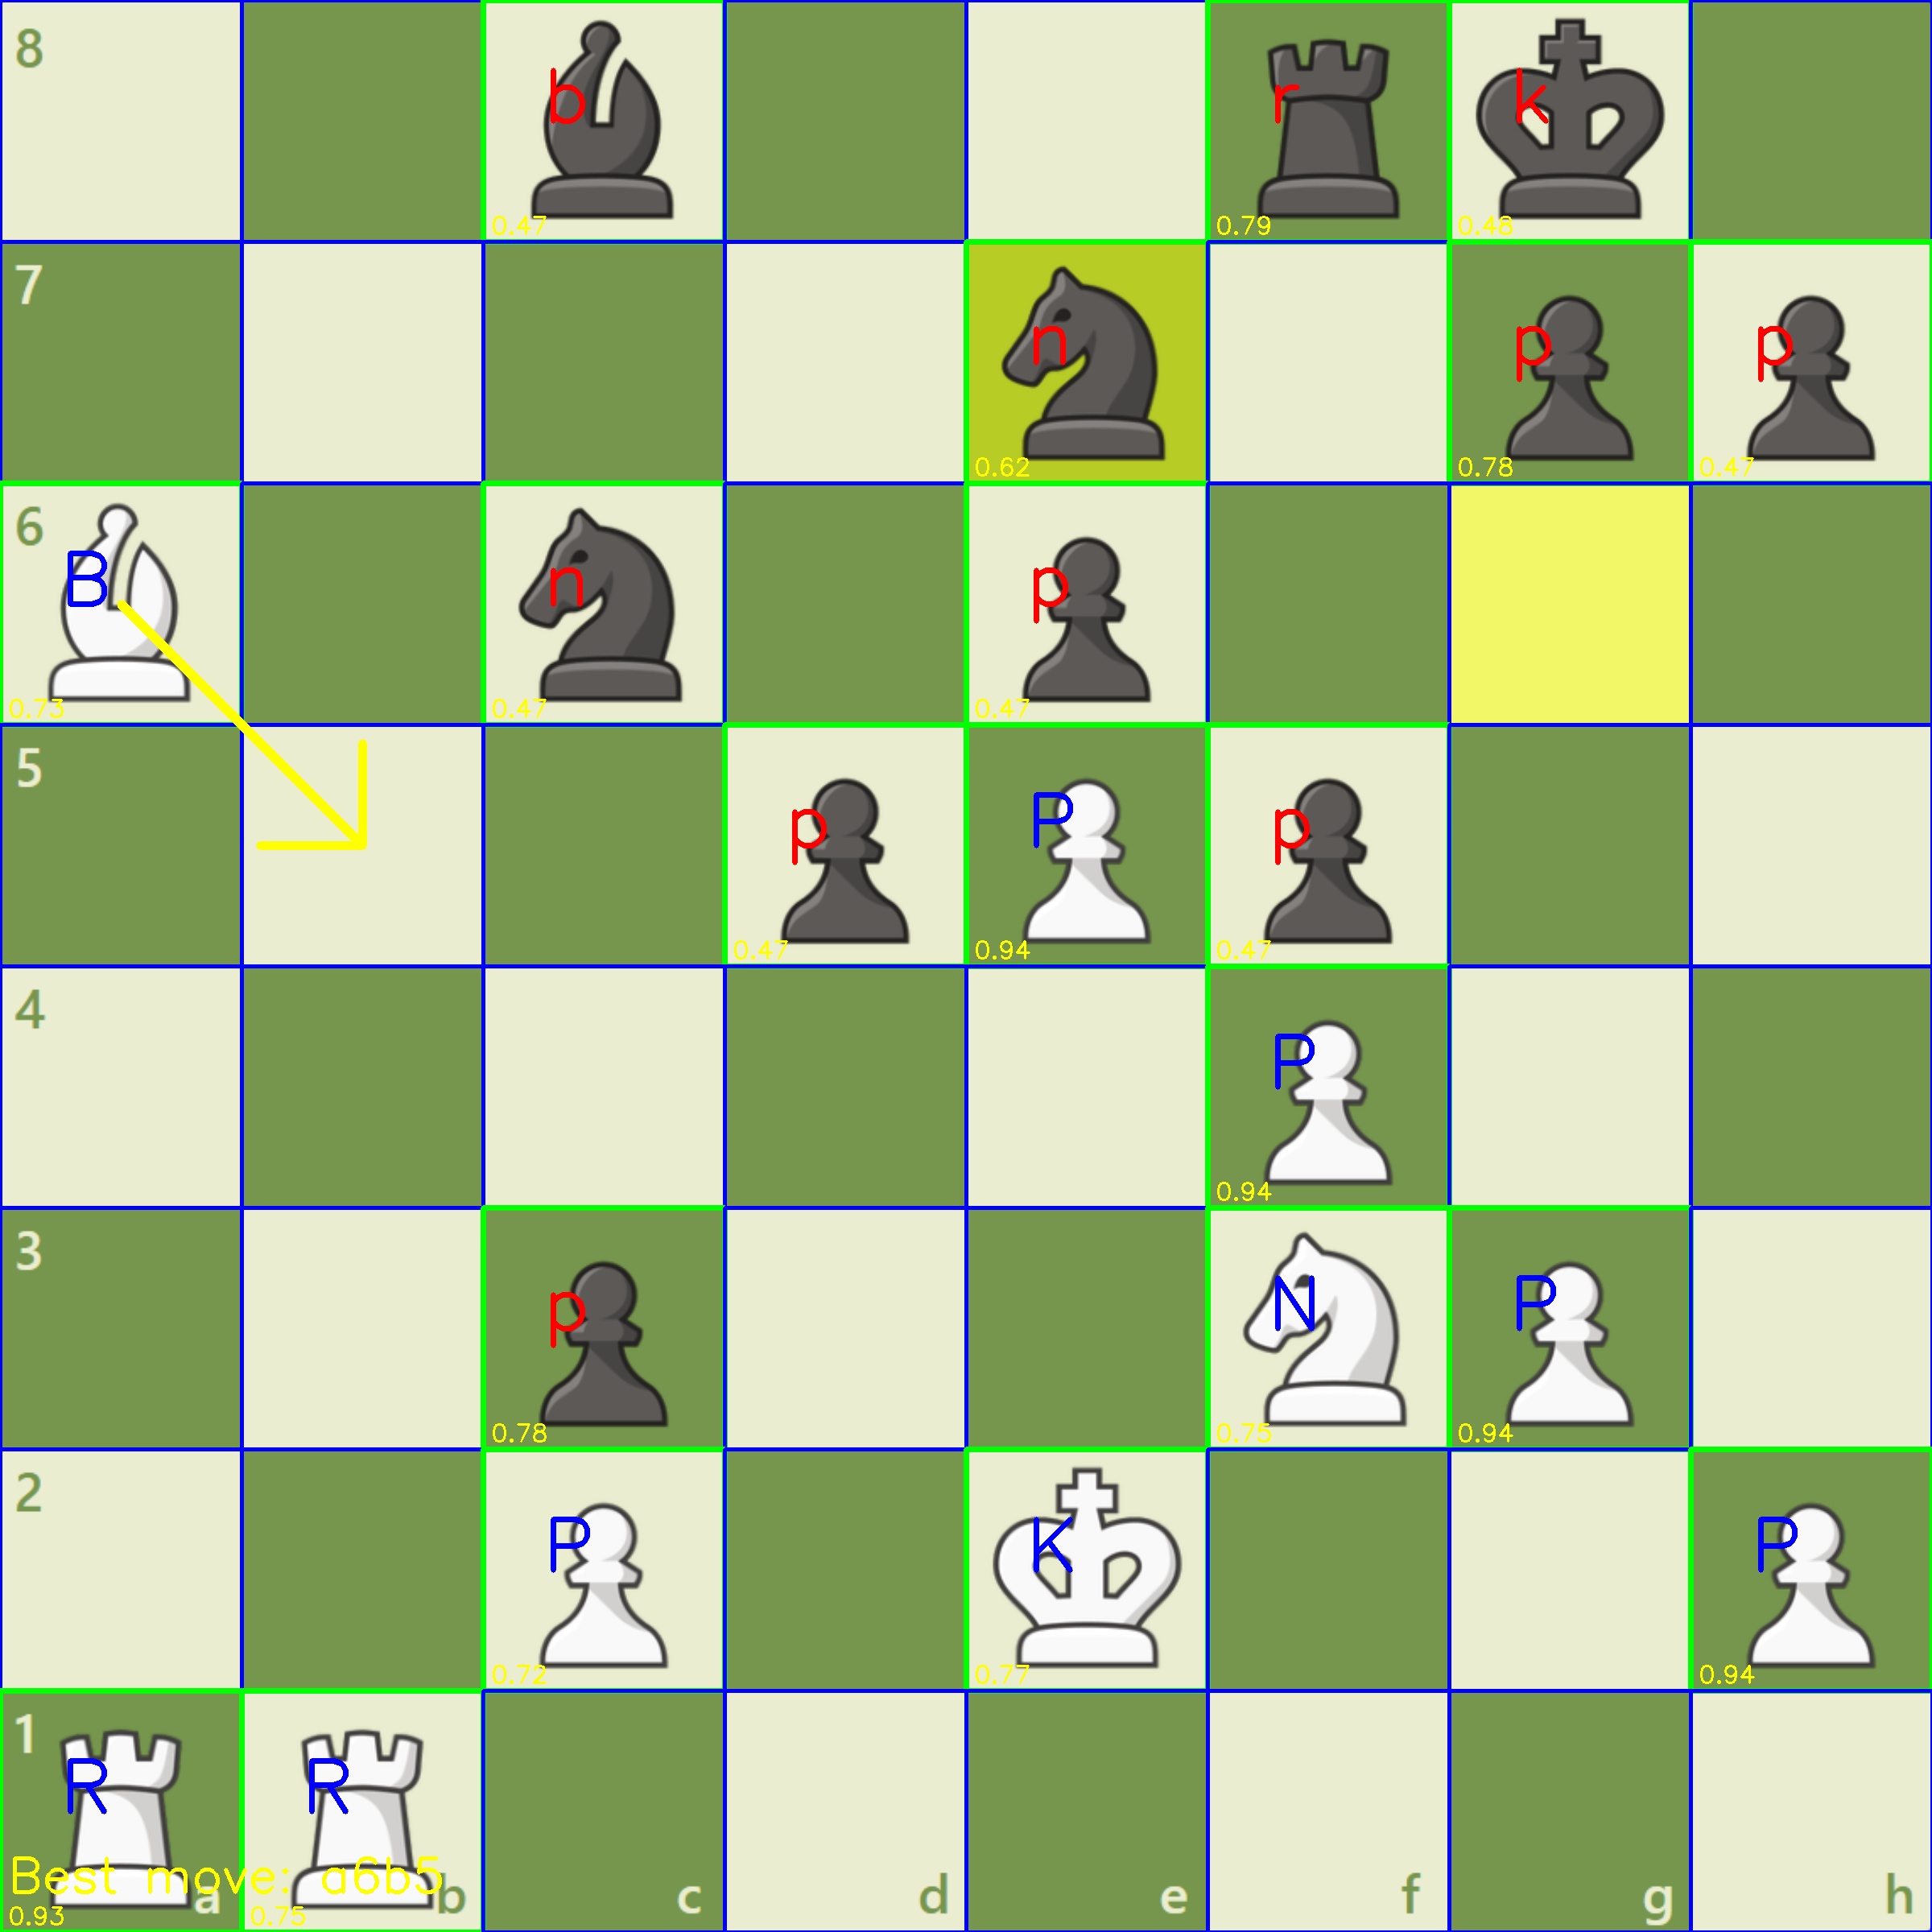 8 b r k
0.47 0.79 0.48
7 n p p
0.62 0.78 0.47
6 B n p
0.73 0.47 0.47
5 p P p
0.47 0.94 0.47
4 P
0.94
3 p N P
0.78 0.75 0.94
2 P K P
0.72 0.77 0.94
1 R R
Best move: a6b5
a b c d e f g h
0.93 0.75